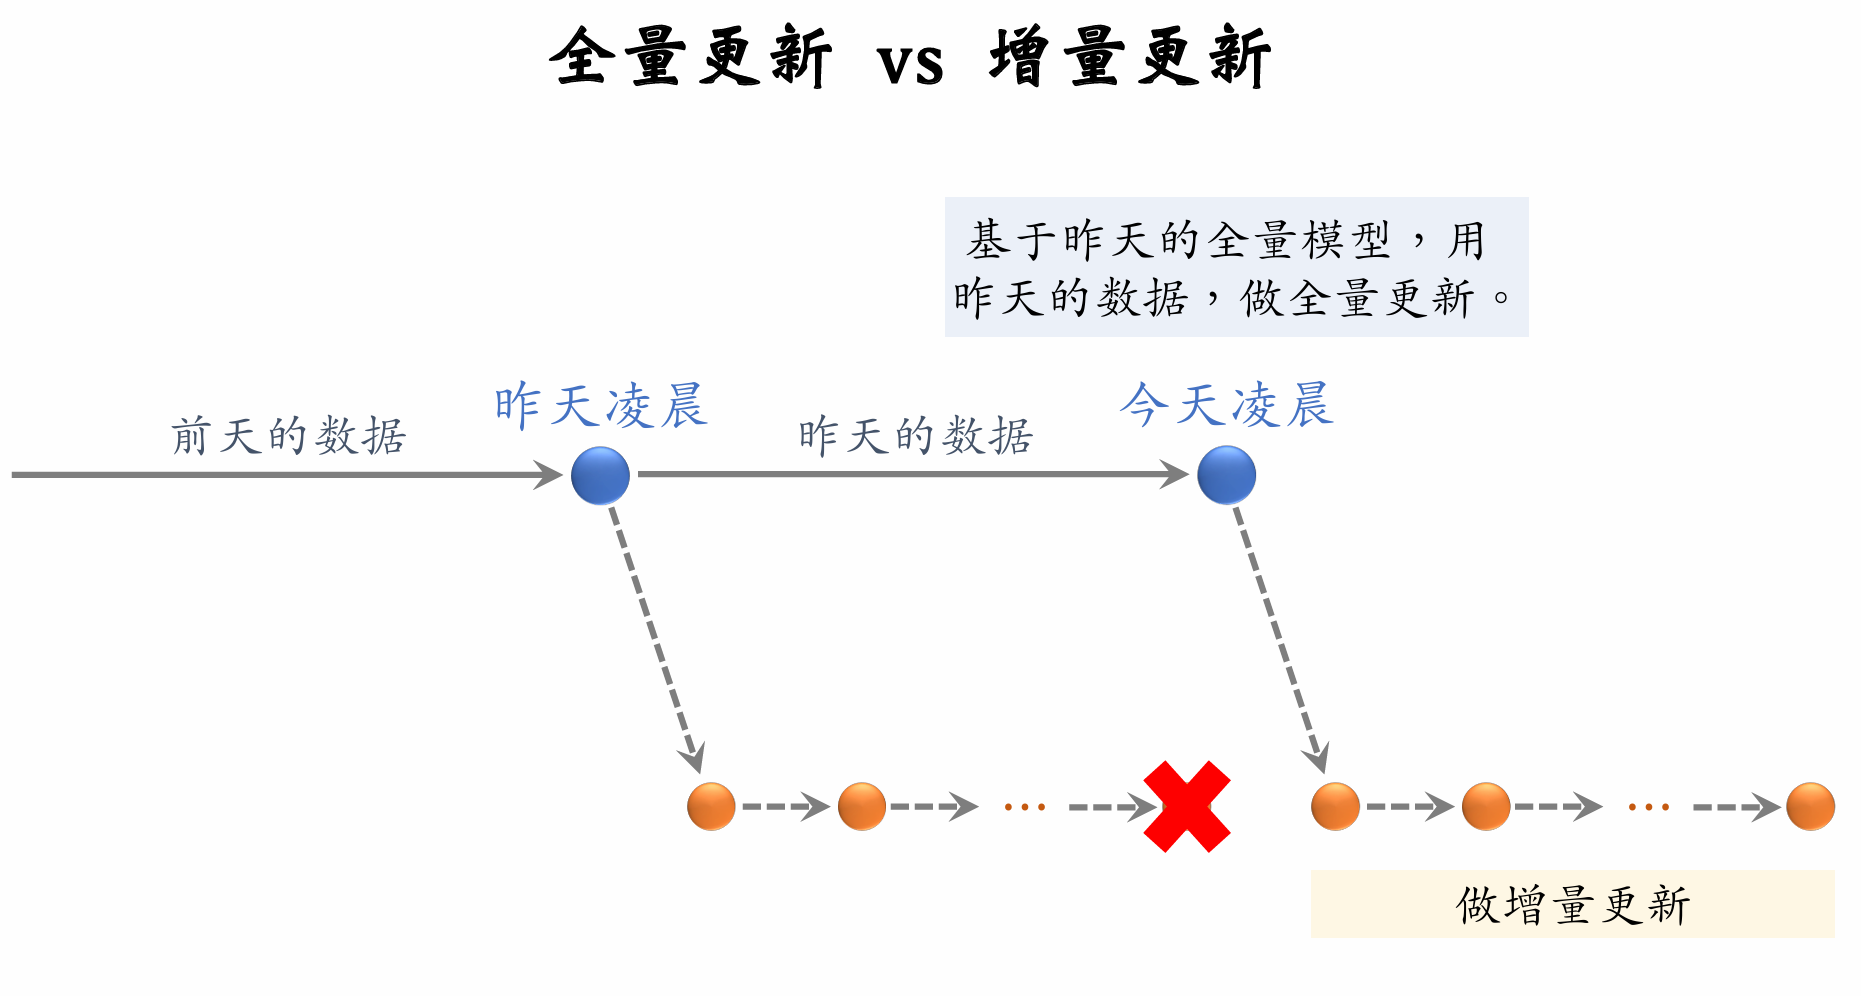 全量更新 vs 增量更新
基于昨天的全量模型，用
昨天的数据，做全量更新。
前天的数据
昨天凌晨
昨天的数据
今天凌晨
…
…
做增量更新